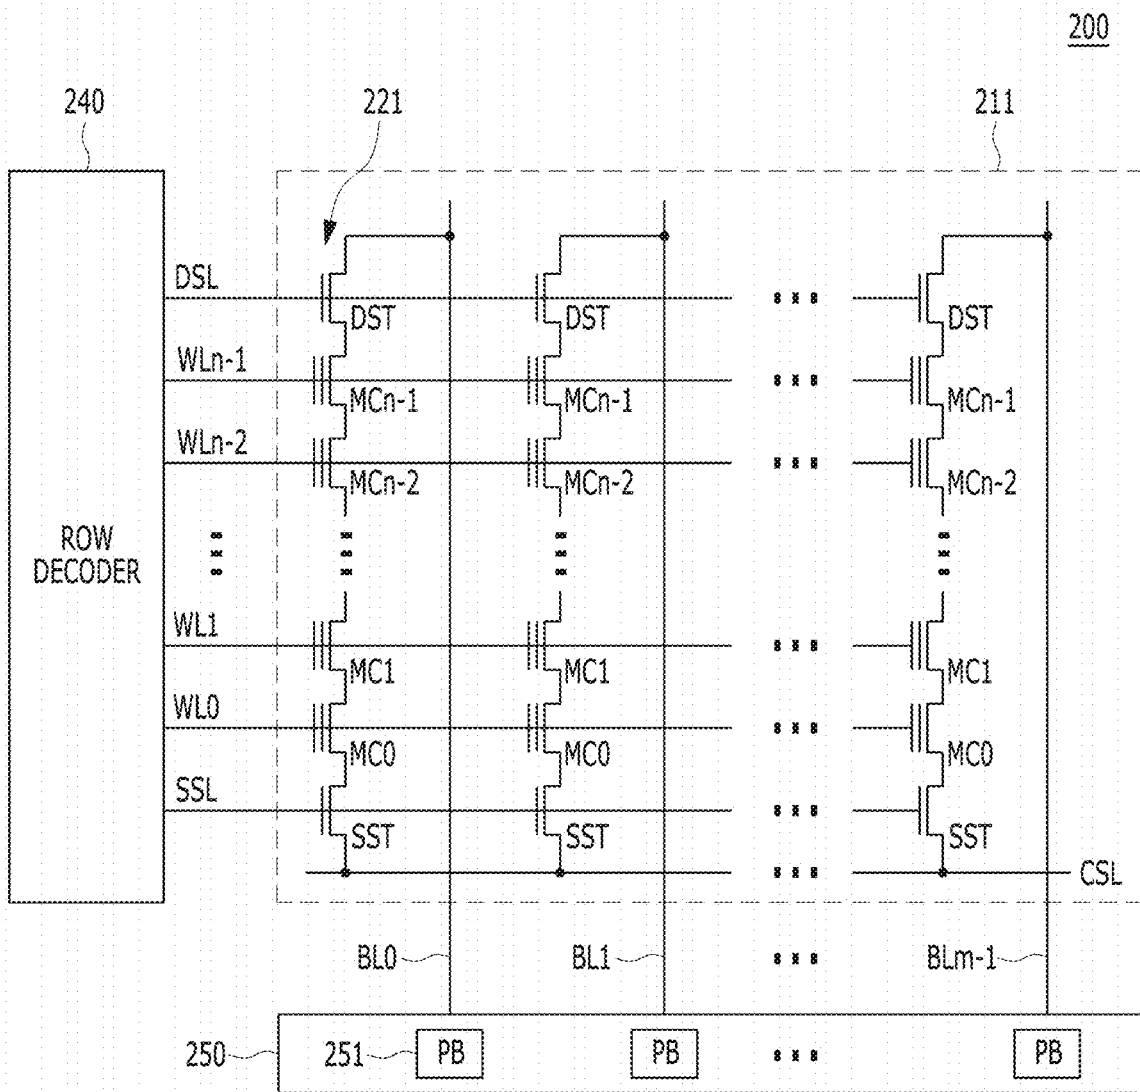 200
240
221
211
DSL
DST
DST
DST
WLn-1
MCn-1
MCn-1
MCn-1
WLn-2
MCn-2
MCn-2
MCn-2
ROW
DECODER
WL1
MC1
MC1
MC1
WL0
MC0
MC0
MC0
SSL
SST
SST
SST
CSL
BL0
BL1
BLm-1
250
251
PB
PB
PB